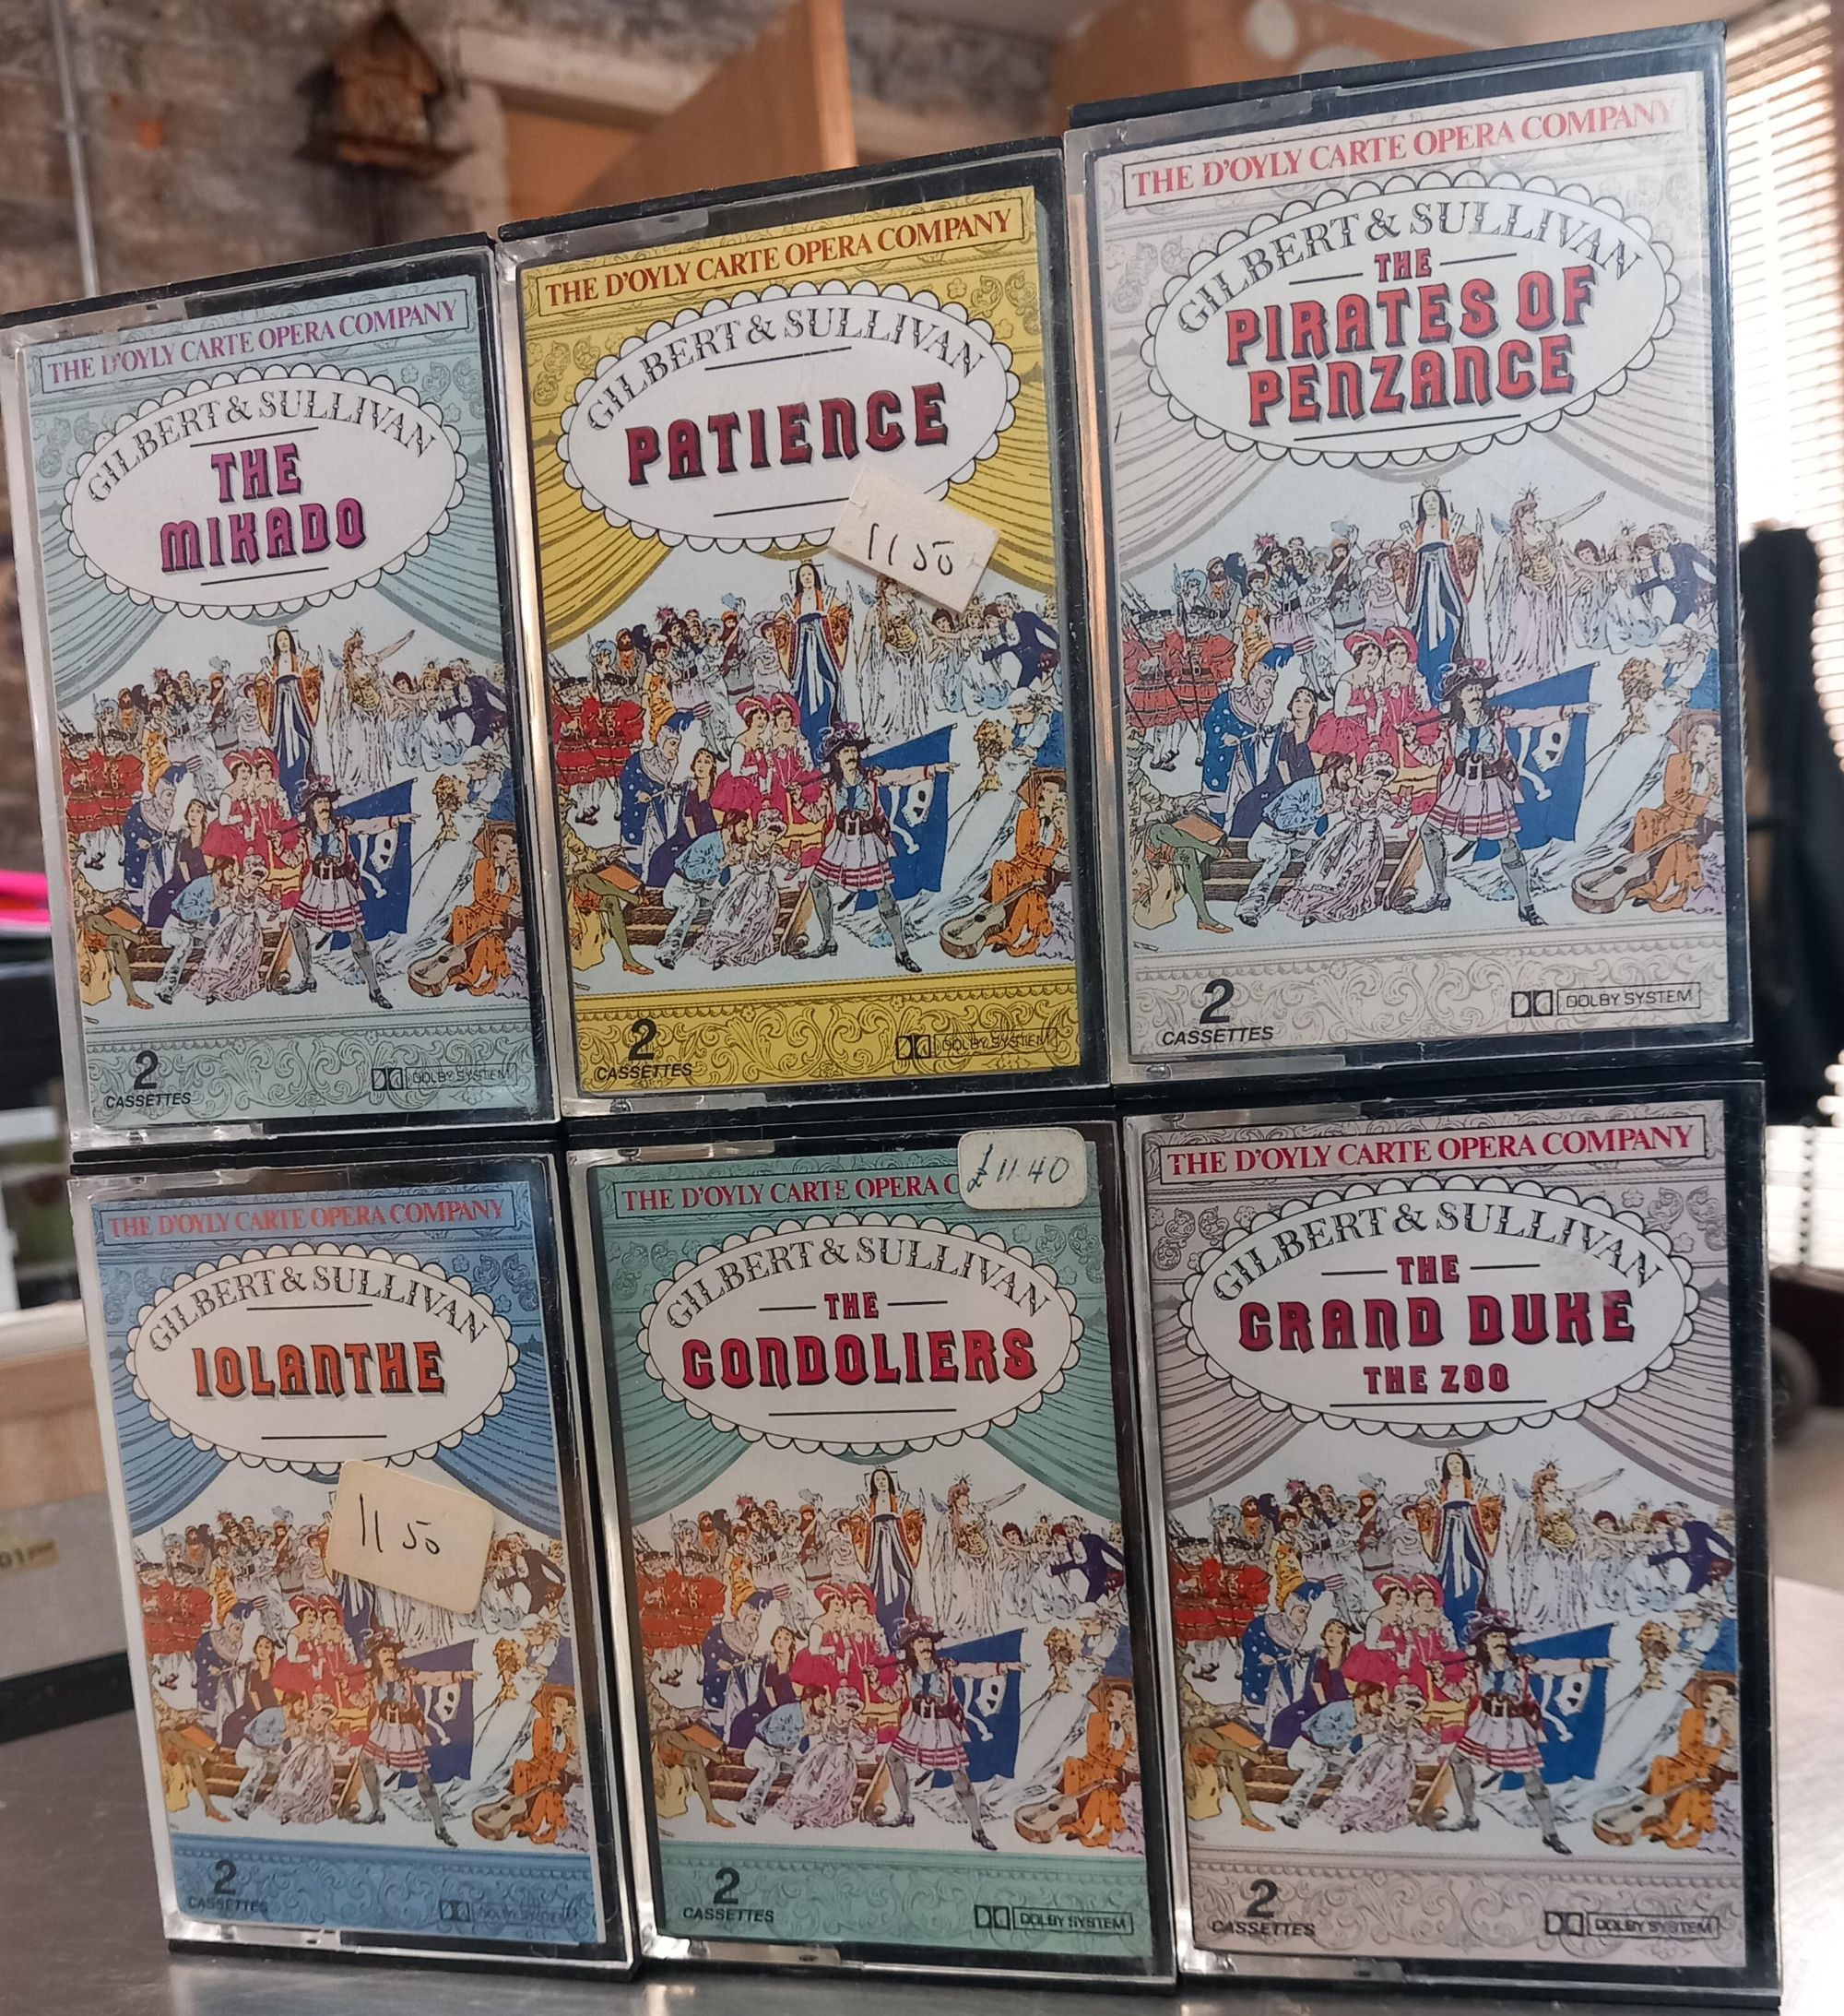 THE D'OYLY CARTE OPERA COMPANY
GILBERT & SULLIVAN
THE
MIKADO
2
CASSETTES
DOLBY SYSTEM
THE D'OYLY CARTE OPERA COMPANY
GILBERT & SULLIVAN
PATIENCE
11 50
2
CASSETTES
DOLBY SYSTEM
THE D'OYLY CARTE OPERA COMPANY
GILBERT & SULLIVAN
THE
PIRATES OF
PENZANCE
2
CASSETTES
DOLBY SYSTEM
THE D'OYLY CARTE OPERA COMPANY
GILBERT & SULLIVAN
IOLANTHE
11 50
2
CASSETTES
DOLBY SYSTEM
THE D'OYLY CARTE OPERA C
£11.40
GILBERT & SULLIVAN
THE
GONDOLIERS
2
CASSETTES
DOLBY SYSTEM
THE D'OYLY CARTE OPERA COMPANY
GILBERT & SULLIVAN
THE
GRAND DUKE
THE ZOO
2
CASSETTES
DOLBY SYSTEM